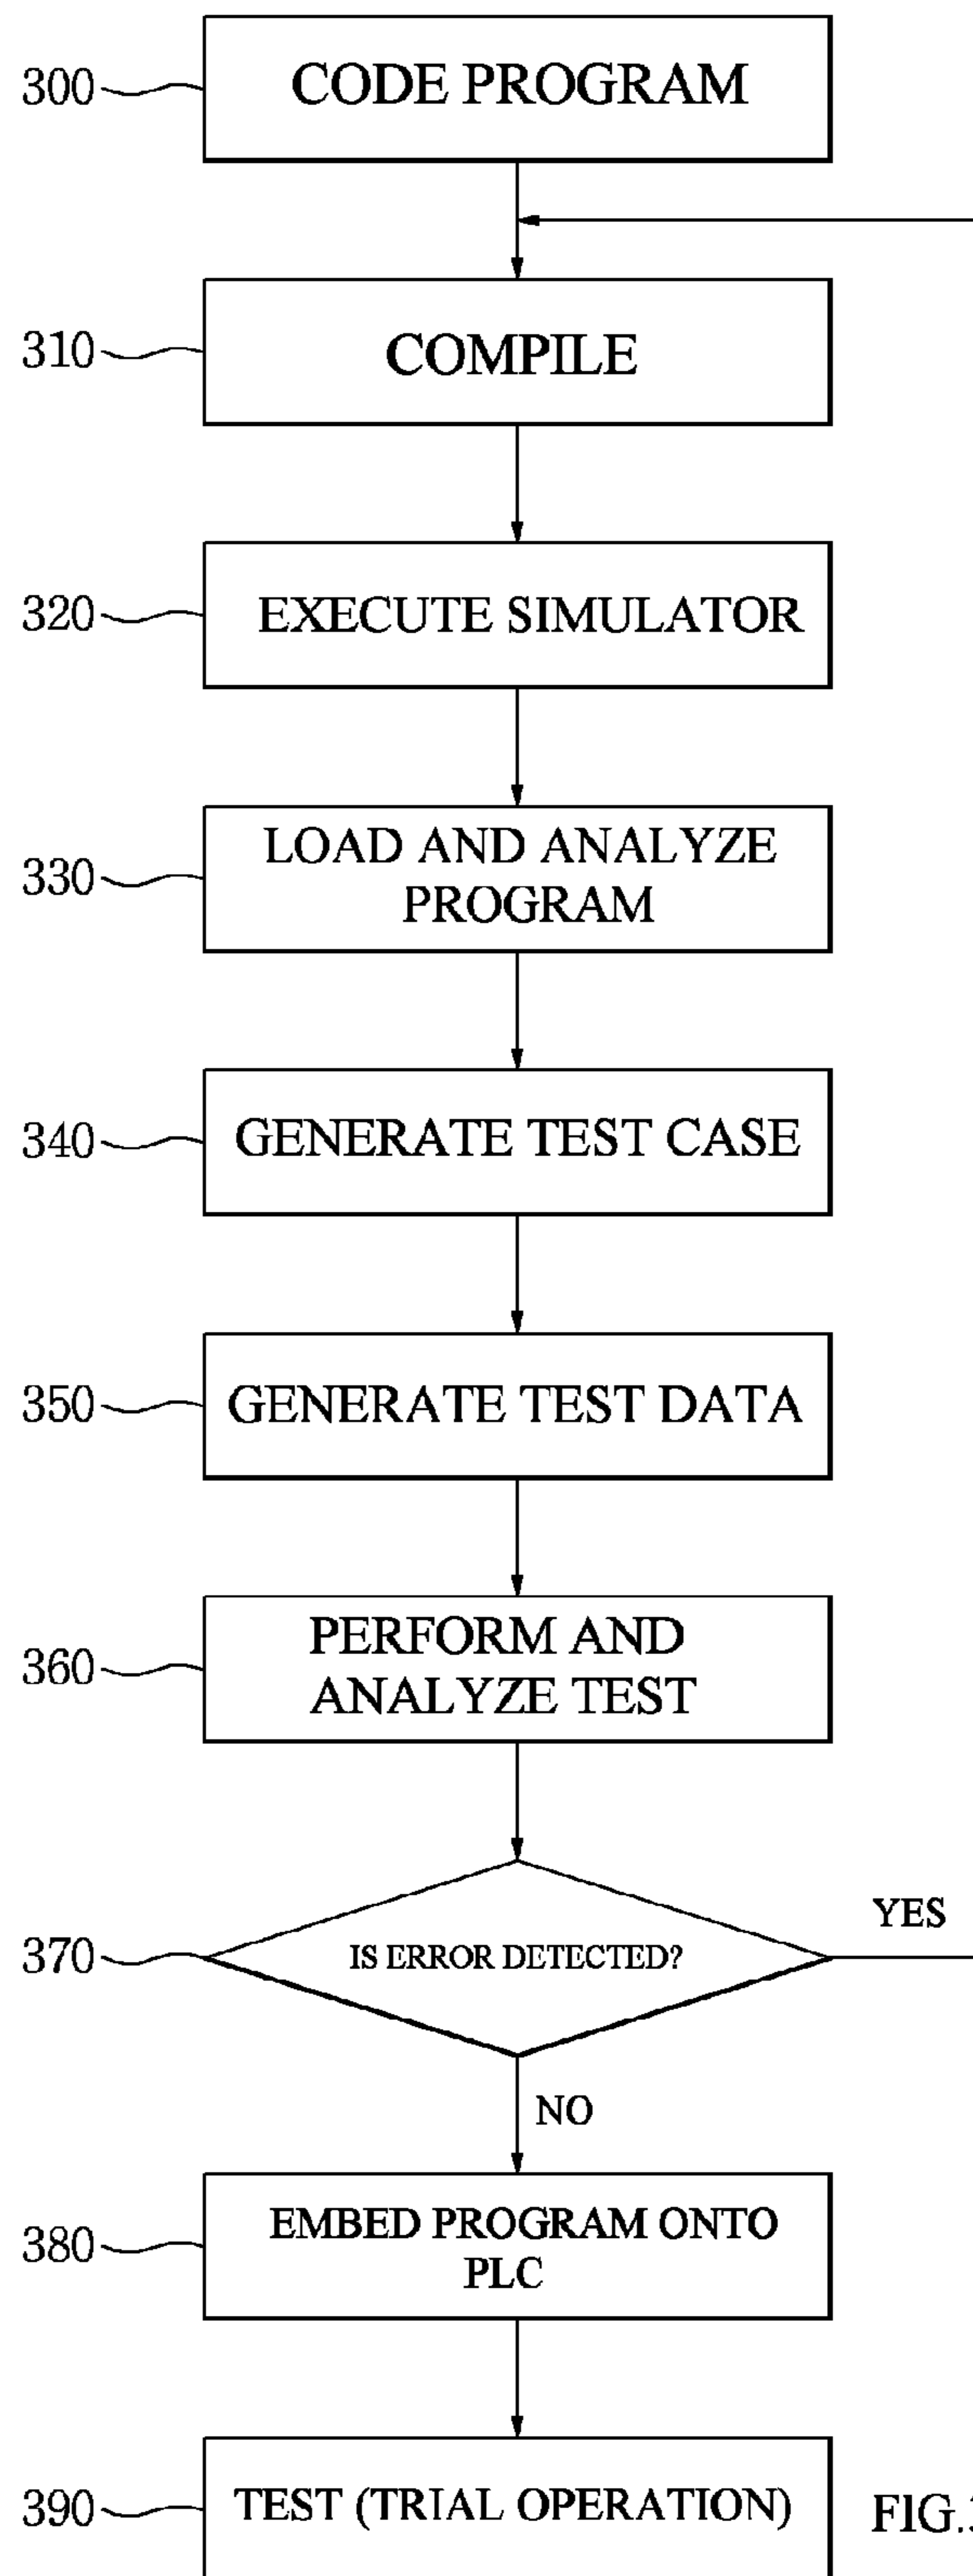 300
CODE PROGRAM
310
COMPILE
320
EXECUTE SIMULATOR
330
LOAD AND ANALYZE
PROGRAM
340
GENERATE TEST CASE
350
GENERATE TEST DATA
360
PERFORM AND
ANALYZE TEST
370
IS ERROR DETECTED?
YES
NO
380
EMBED PROGRAM ONTO
PLC
390
TEST (TRIAL OPERATION)
FIG.